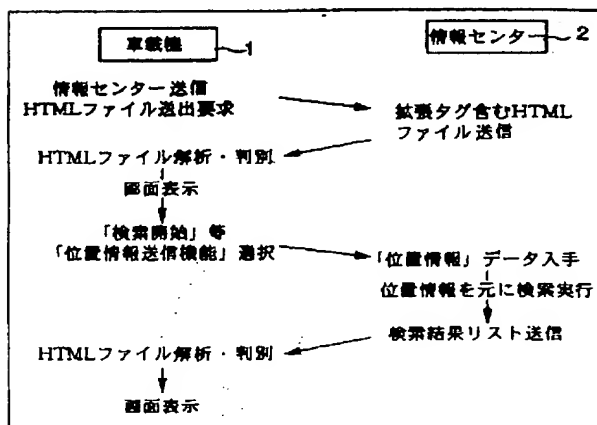 車載機 1
情報センター 2
情報センター送信
HTMLファイル送出要求
拡張タグ含むHTML
ファイル送信
HTMLファイル解析・判別
画面表示
「検索開始」等
「位置情報送信機能」選択
「位置情報」データ入手
位置情報を元に検索実行
検索結果リスト送信
HTMLファイル解析・判別
画面表示